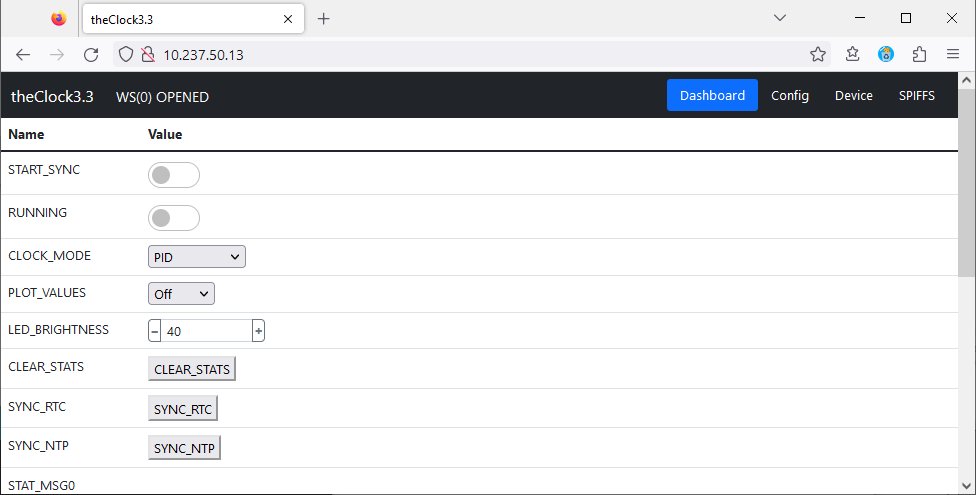 theClock3.3
10.237.50.13
theClock3.3 WS(0) OPENED Dashboard Config Device SPIFFS
Name Value
START_SYNC
RUNNING
CLOCK_MODE PID
PLOT_VALUES Off
LED_BRIGHTNESS − 40 +
CLEAR_STATS CLEAR_STATS
SYNC_RTC SYNC_RTC
SYNC_NTP SYNC_NTP
STAT_MSG0